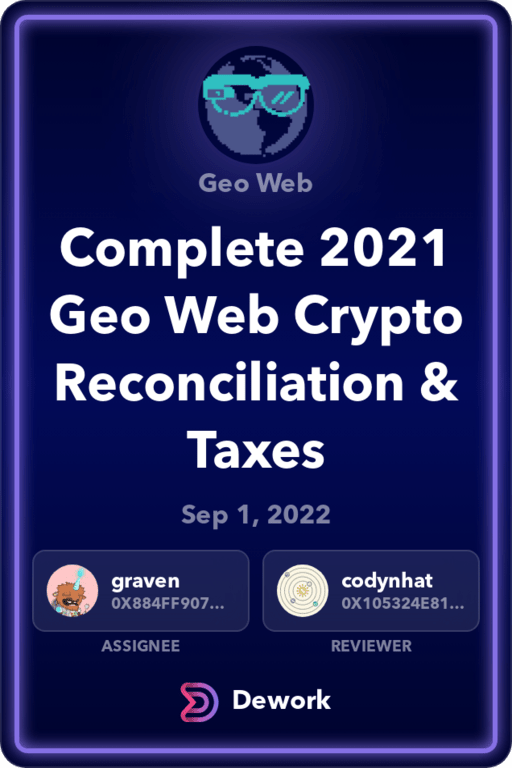 Geo Web
Complete 2021
Geo Web Crypto
Reconciliation &
Taxes
Sep 1, 2022
graven
0X884FF907...
codynhat
0X105324E81...
ASSIGNEE
REVIEWER
Dework